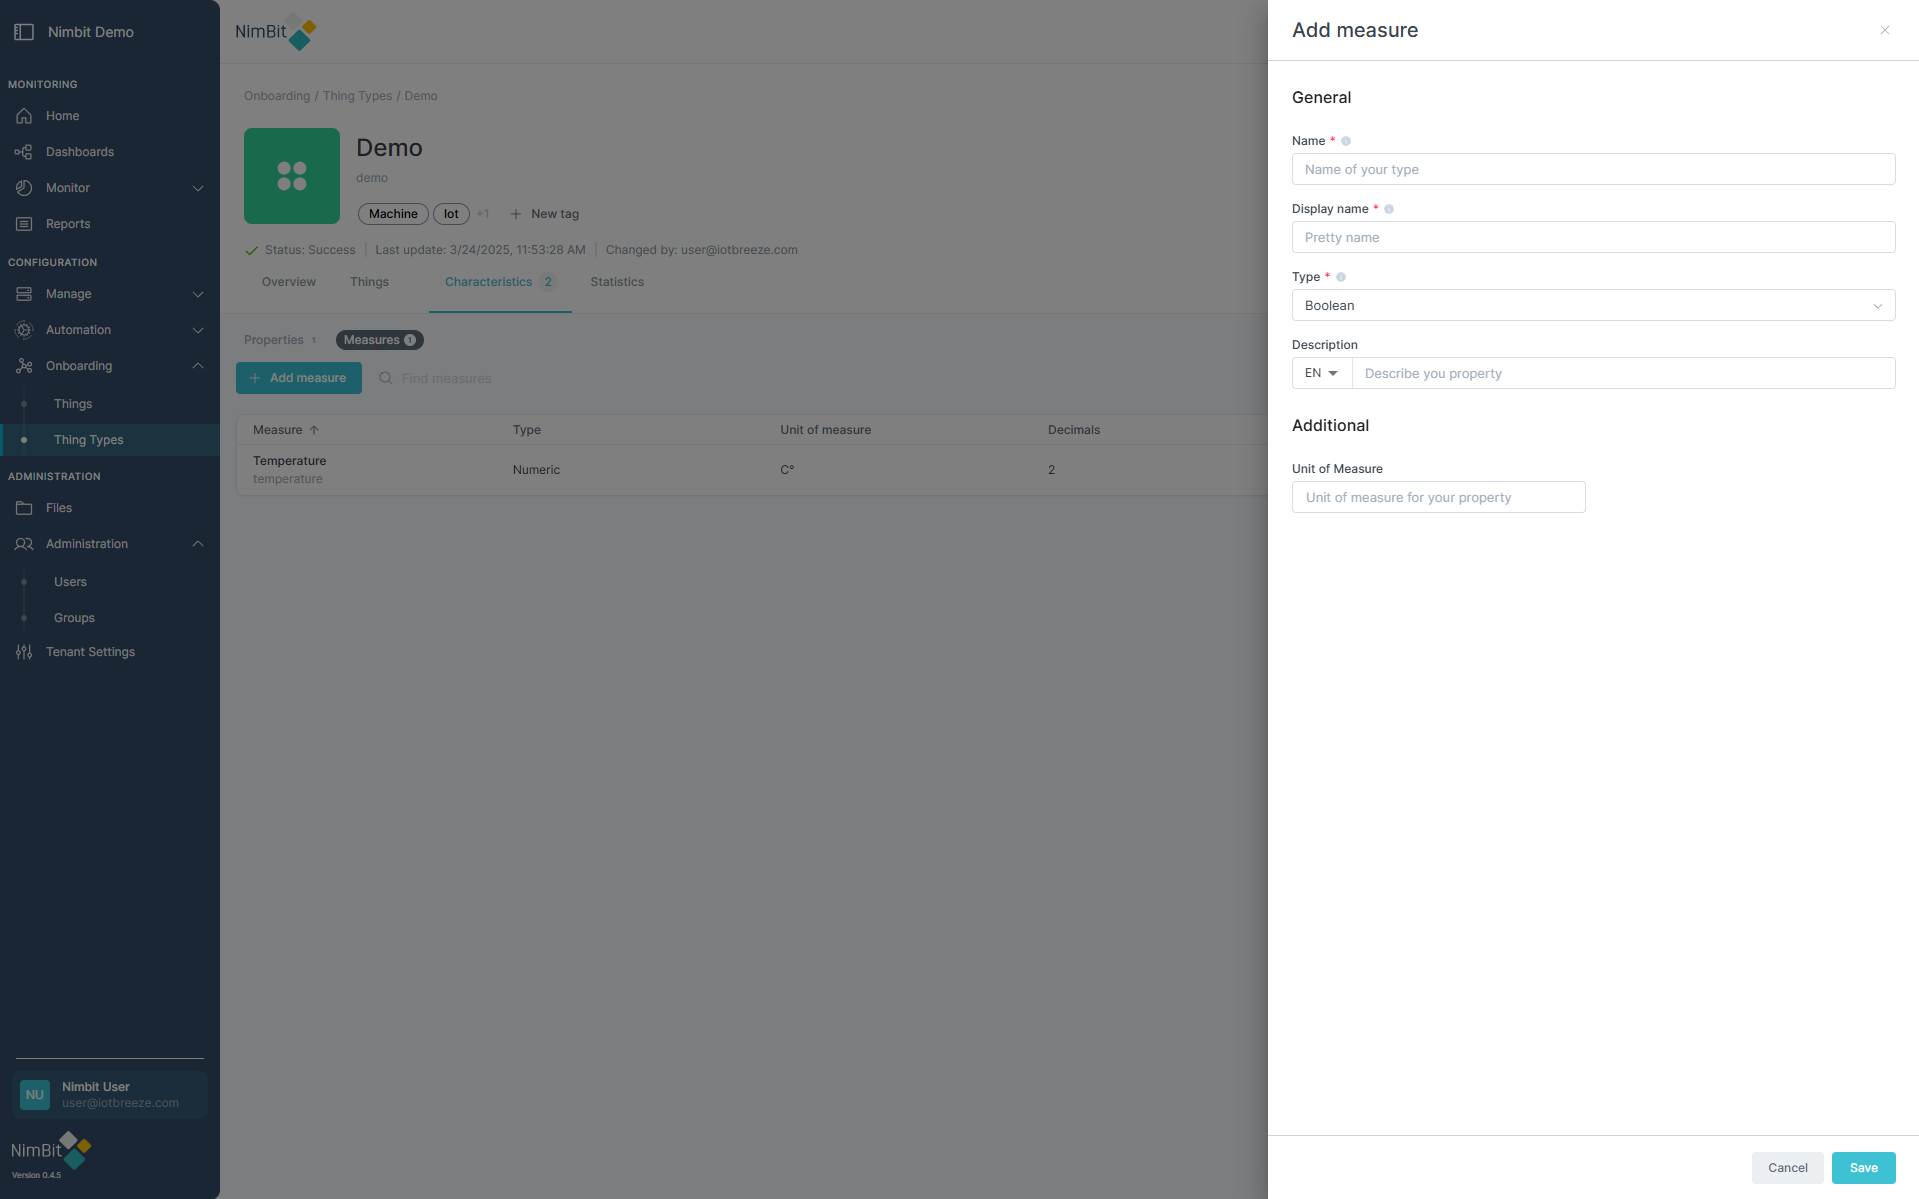 Nimbit Demo
MONITORING
Home
Dashboards
Monitor
Reports
CONFIGURATION
Manage
Automation
Onboarding
Things
Thing Types
ADMINISTRATION
Files
Administration
Users
Groups
Tenant Settings
NU
Nimbit User
user@iotbreeze.com
NimBit
Version 0.4.5
NimBit
Onboarding / Thing Types / Demo
Demo
demo
Machine Iot +1 New tag
Status: Success Last update: 3/24/2025, 11:53:28 AM Changed by: user@iotbreeze.com
Overview Things Characteristics 2 Statistics
Properties 1 Measures 1
Add measure Find measures
Measure Type Unit of measure Decimals
Temperature
temperature
Numeric C° 2
Add measure
General
Name *
Name of your type
Display name *
Pretty name
Type *
Boolean
Description
EN Describe you property
Additional
Unit of Measure
Unit of measure for your property
Cancel Save